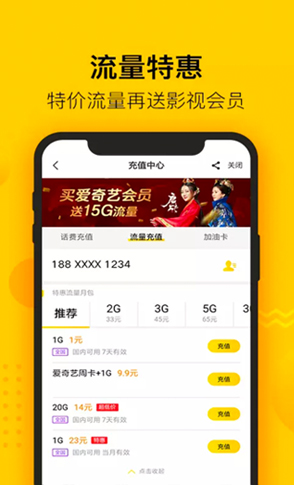 流量特惠
特价流量再送影视会员
充值中心
关闭
买爱奇艺会员
送15G流量
话费充值 流量充值 加油卡
188 XXXX 1234
特惠流量月包
推荐 2G 3G 5G
33元 45元 65元
1G 1元
全国 国内可用 7天有效 充值
爱奇艺周卡+1G 9.9元 充值
20G 14元 超低价
全国 国内可用 7天有效 充值
1G 23元 特惠
全国 国内可用 当月有效 充值
点击收起